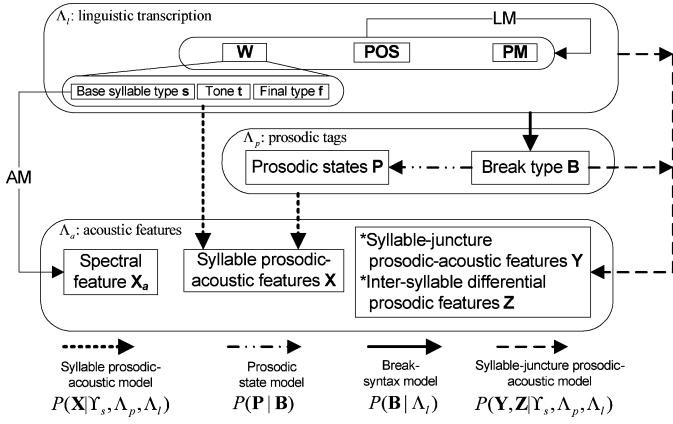 Λl: linguistic transcription
LM
W
POS
PM
Base syllable type s
Tone t
Final type f
Λp: prosodic tags
Prosodic states P
Break type B
AM
Λa: acoustic features
Spectral
feature Xa
Syllable prosodic-
acoustic features X
*Syllable-juncture
prosodic-acoustic features Y
*Inter-syllable differential
prosodic features Z
Syllable prosodic-
acoustic model
P(X|ϒs,Λp,Λl)
Prosodic
state model
P(P|B)
Break-
syntax model
P(B|Λl)
Syllable-juncture prosodic-
acoustic model
P(Y,Z|ϒs,Λp,Λl)